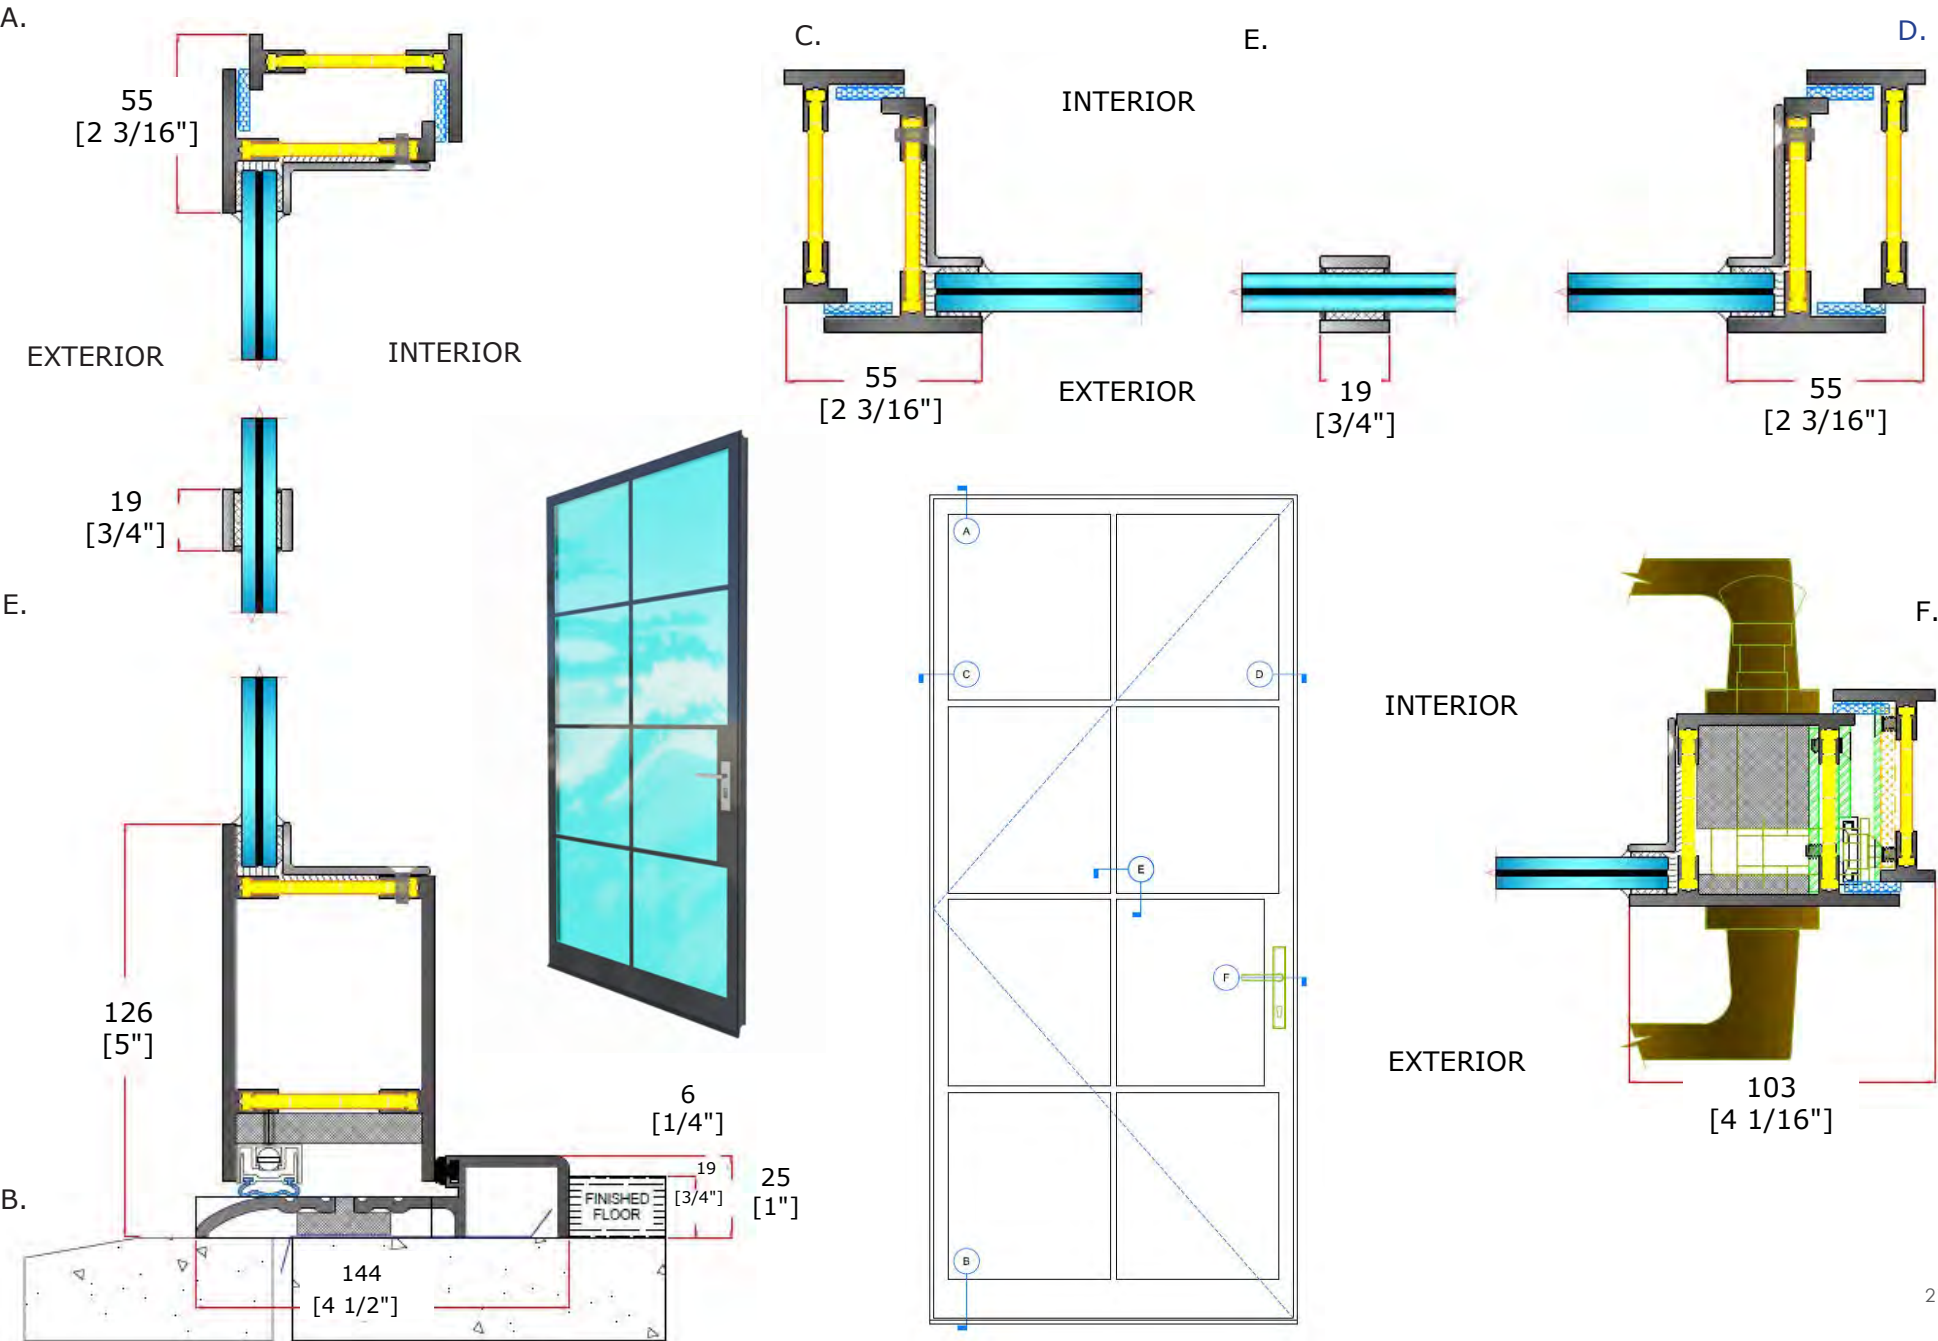 A.
55
[2 3/16"]
EXTERIOR
INTERIOR
19
[3/4"]
E.
126
[5"]
B.
6
[1/4"]
19
[3/4"]
25
[1"]
FINISHED
FLOOR
144
[4 1/2"]
C.
INTERIOR
55
[2 3/16"]
EXTERIOR
E.
19
[3/4"]
D.
55
[2 3/16"]
A
C
D
E
F
B
F.
INTERIOR
EXTERIOR
103
[4 1/16"]
2